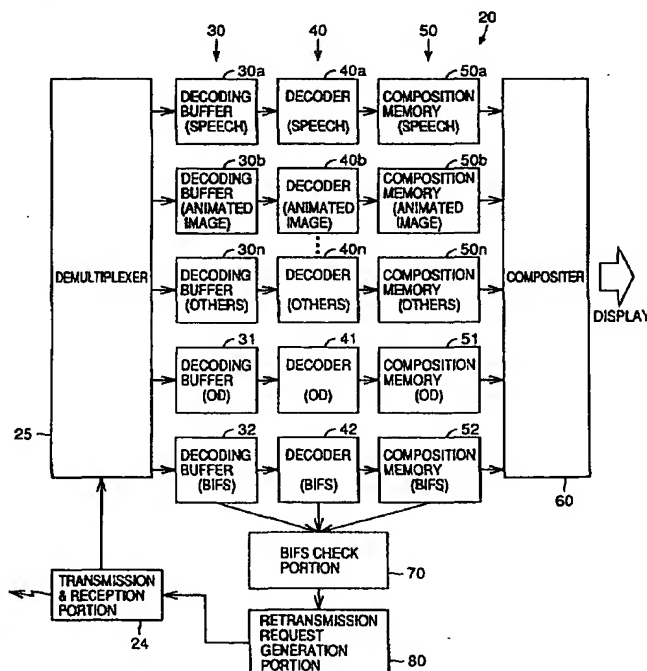 30
40
50
20
30a
40a
50a
DECODING
BUFFER
(SPEECH)
DECODER
(SPEECH)
COMPOSITION
MEMORY
(SPEECH)
30b
40b
50b
DECODING
BUFFER
(ANIMATED
IMAGE)
DECODER
(ANIMATED
IMAGE)
COMPOSITION
MEMORY
(ANIMATED
IMAGE)
30n
40n
50n
DEMULTIPLEXER
DECODING
BUFFER
(OTHERS)
DECODER
(OTHERS)
COMPOSITION
MEMORY
(OTHERS)
COMPOSITER
DISPLAY
31
41
51
DECODING
BUFFER
(OD)
DECODER
(OD)
COMPOSITION
MEMORY
(OD)
25
32
42
52
DECODING
BUFFER
(BIFS)
DECODER
(BIFS)
COMPOSITION
MEMORY
(BIFS)
60
BIFS CHECK
PORTION
70
TRANSMISSION
& RECEPTION
PORTION
24
RETRANSMISSION
REQUEST
GENERATION
PORTION
80